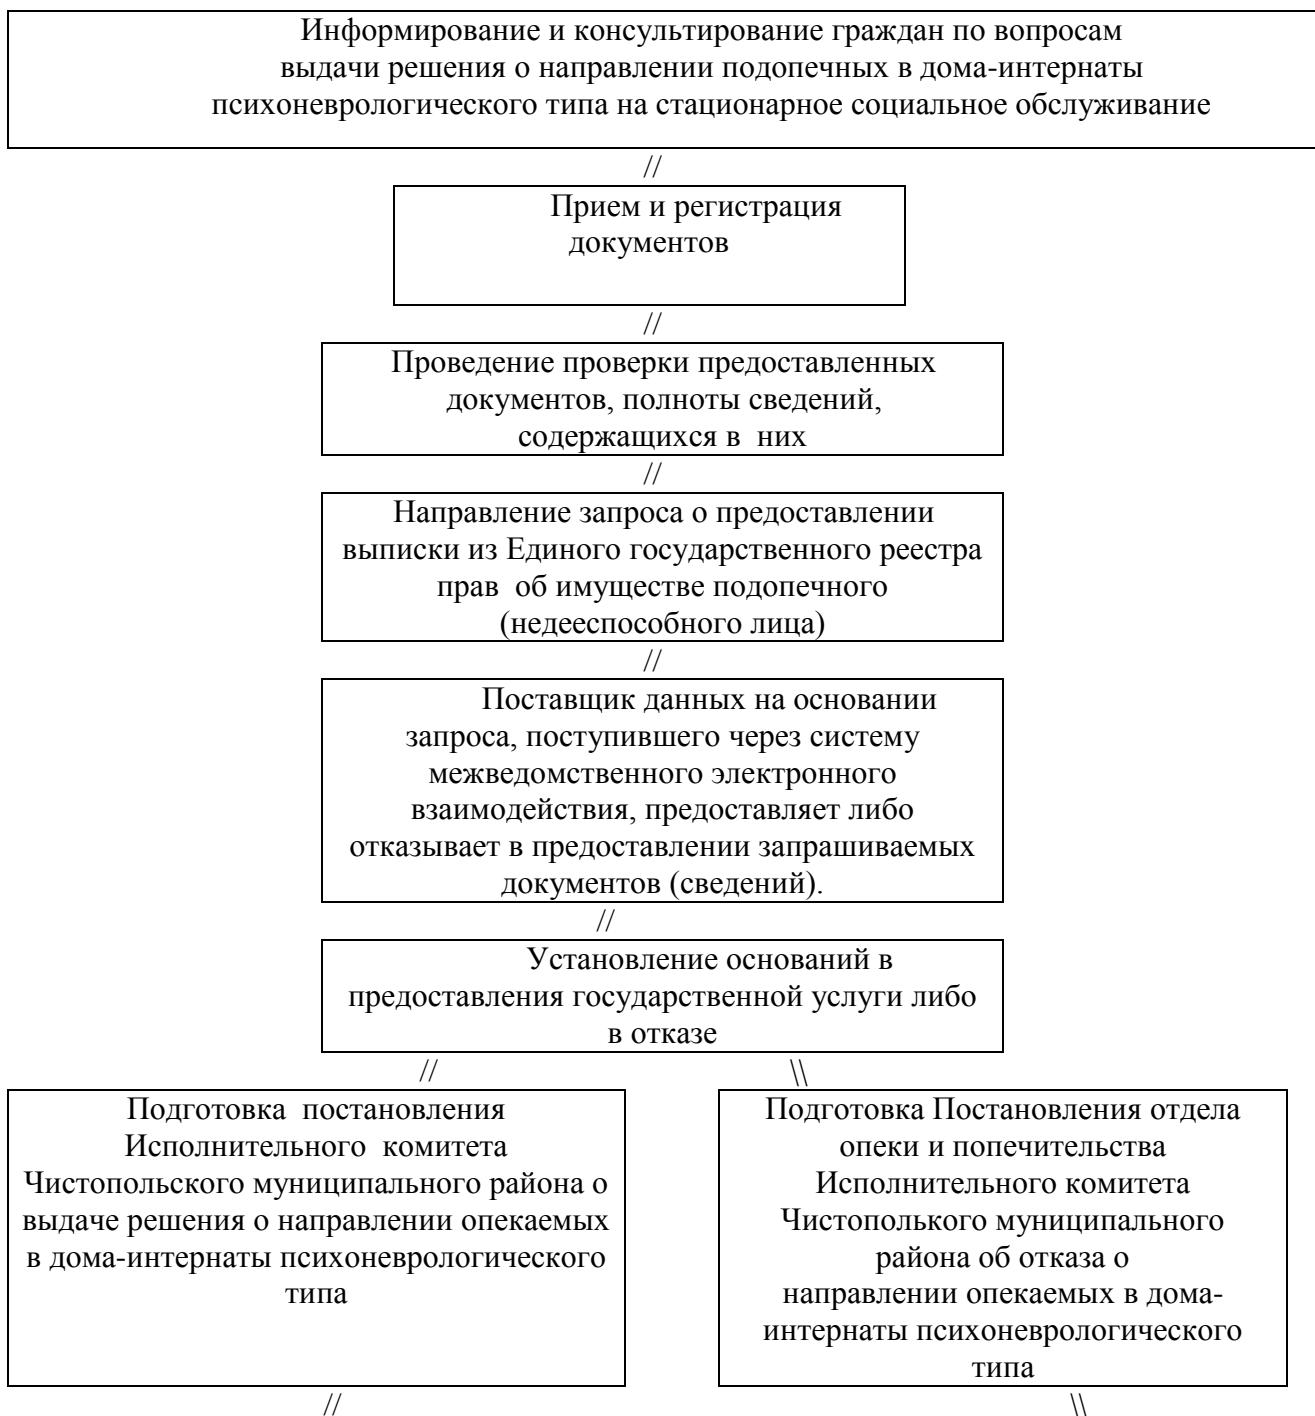 Информирование и консультирование граждан по вопросам
выдачи решения о направлении подопечных в дома-интернаты
психоневрологического типа на стационарное социальное обслуживание
//
Прием и регистрация
документов
//
Проведение проверки предоставленных
документов, полноты сведений,
содержащихся в них
//
Направление запроса о предоставлении
выписки из Единого государственного реестра
прав об имуществе подопечного
(недееспособного лица)
//
Поставщик данных на основании
запроса, поступившего через систему
межведомственного электронного
взаимодействия, предоставляет либо
отказывает в предоставлении запрашиваемых
документов (сведений).
//
Установление оснований в
предоставления государственной услуги либо
в отказе
//
\\
Подготовка постановления
Исполнительного комитета
Чистопольского муниципального района о
выдаче решения о направлении опекаемых
в дома-интернаты психоневрологического
типа
Подготовка Постановления отдела
опеки и попечительства
Исполнительного комитета
Чистополького муниципального
района об отказа о
направлении опекаемых в дома-
интернаты психоневрологического
типа
//
\\